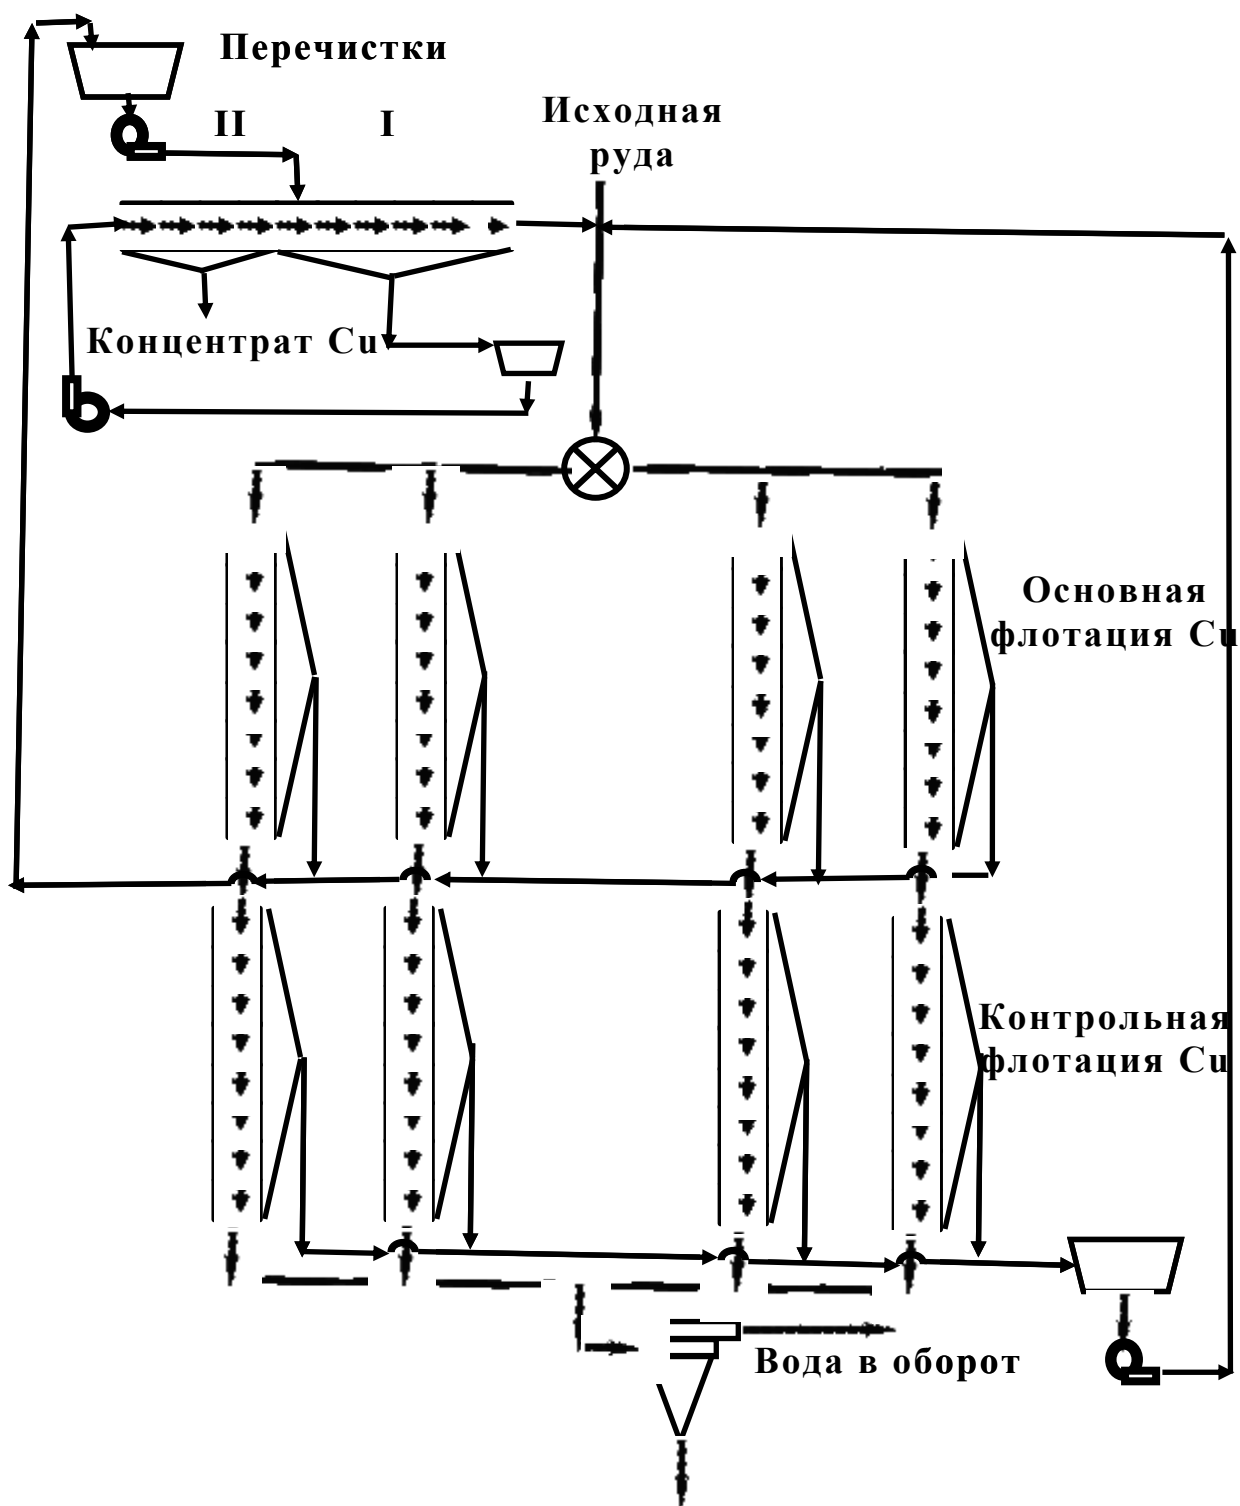 Перечистки
II I
Исходная
руда
Концентрат Cu
Основная
флотация Cu
Контрольная
флотация Cu
Вода в оборот